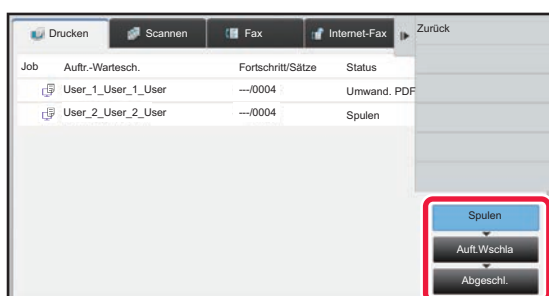 Drucken Scannen Fax Internet-Fax Zurück
Job Auftr.-Wartesch. Fortschritt/Sätze Status
User_1_User_1_User ---/0004 Umwand. PDF
User_2_User_2_User ---/0004 Spulen
Spulen
Auft.Wschla
Abgeschl.